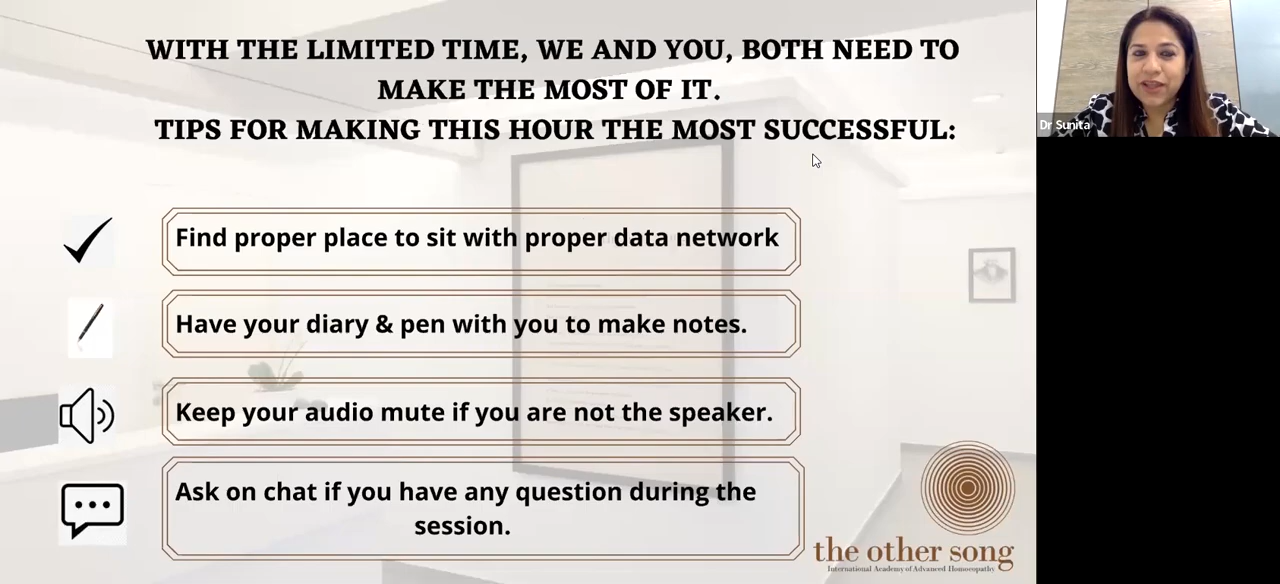 WITH THE LIMITED TIME, WE AND YOU, BOTH NEED TO
MAKE THE MOST OF IT.
TIPS FOR MAKING THIS HOUR THE MOST SUCCESSFUL:
Dr Sunita
Find proper place to sit with proper data network
Have your diary & pen with you to make notes.
Keep your audio mute if you are not the speaker.
Ask on chat if you have any question during the
session.
the other song
International Academy of Advanced Homoeopathy